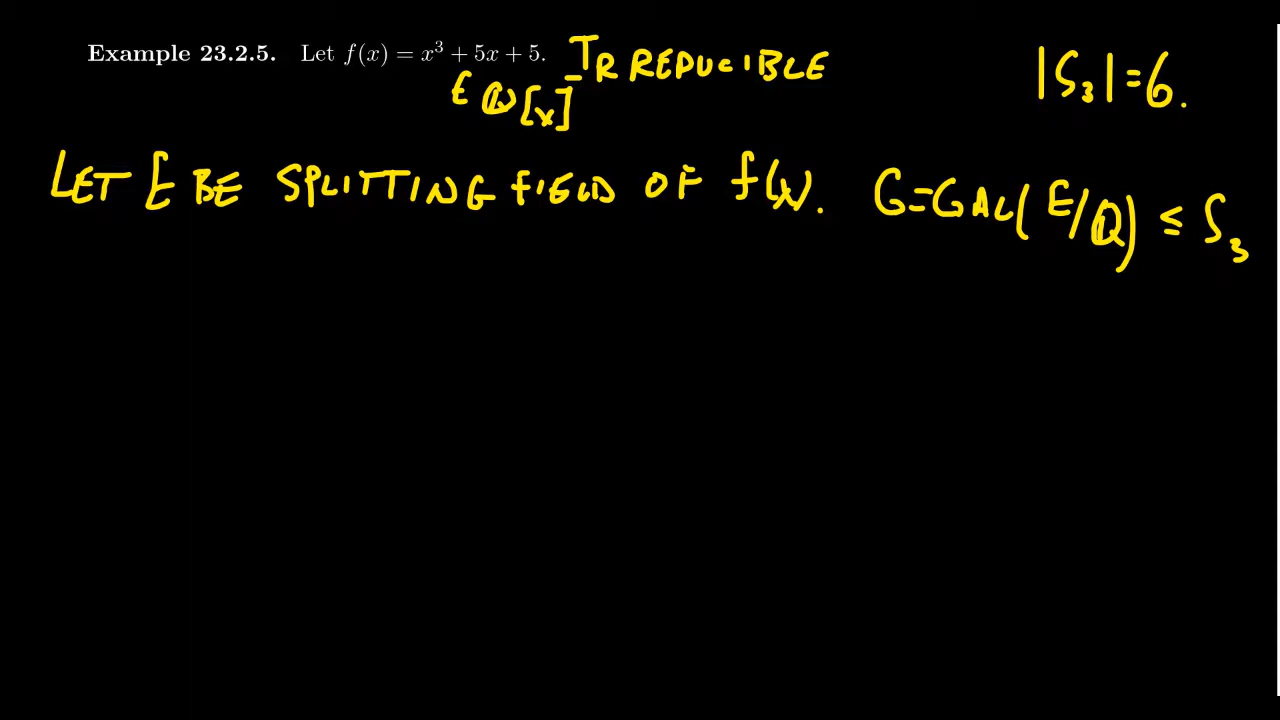 Example 23.2.5. Let f(x) = x³ + 5x + 5. IRREDUCIBLE |S₃| = 6.
∈ ℚ[x]
LET E BE SPLITTING FIELD OF f(x). G = GAL(E/ℚ) ≤ S₃